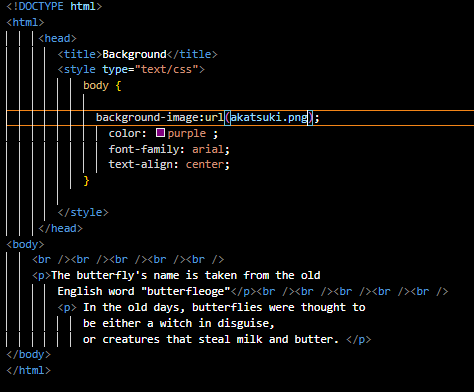 <!DOCTYPE html>
<html>
<head>
<title>Background</title>
<style type="text/css">
body {
background-image:url(akatsuki.png);
color: purple ;
font-family: arial;
text-align: center;
}
</style>
</head>
<body>
<br /><br /><br /><br /><br />
<p>The butterfly's name is taken from the old
English word "butterfleoge"</p><br /><br /><br /><br /><br />
<p> In the old days, butterflies were thought to
be either a witch in disguise,
or creatures that steal milk and butter. </p>
</body>
</html>